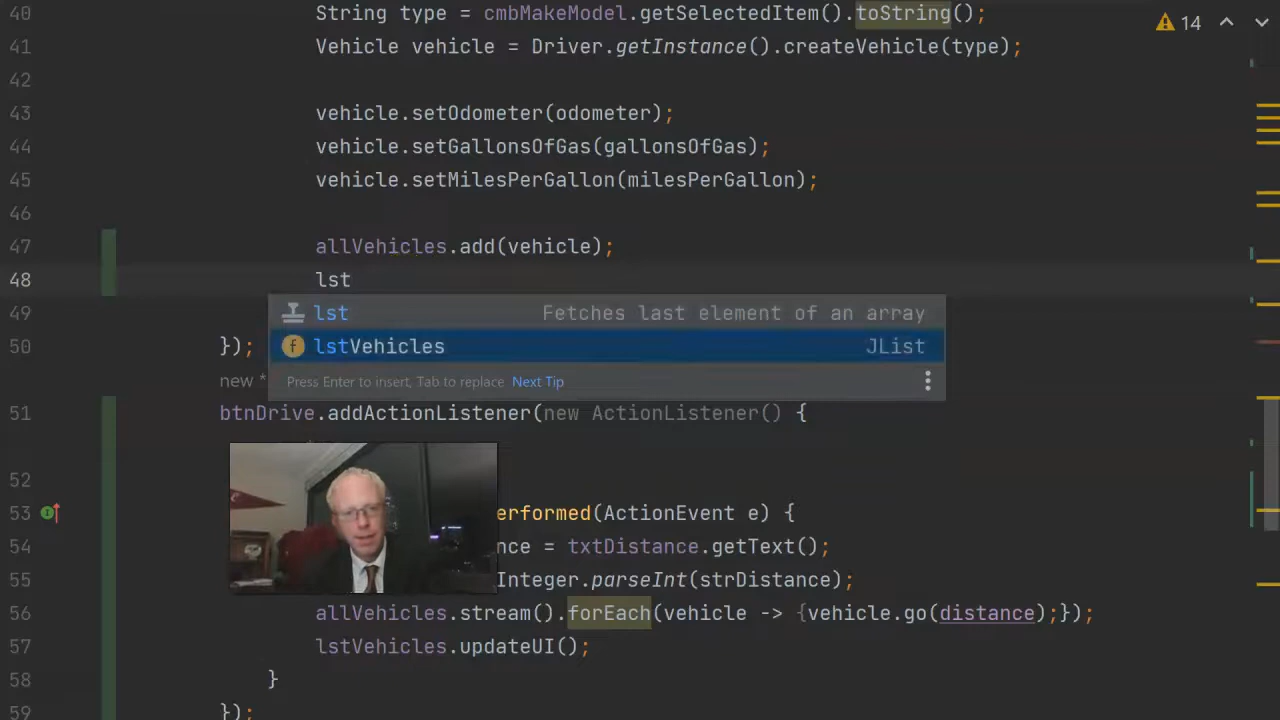 40 String type = cmbMakeModel.getSelectedItem().toString();
14
41 Vehicle vehicle = Driver.getInstance().createVehicle(type);
42
43 vehicle.setOdometer(odometer);
44 vehicle.setGallonsOfGas(gallonsOfGas);
45 vehicle.setMilesPerGallon(milesPerGallon);
46
47 allVehicles.add(vehicle);
48 lst
49 lst Fetches last element of an array
50 }); f lstVehicles JList
new * Press Enter to insert, Tab to replace Next Tip
51 btnDrive.addActionListener(new ActionListener() {
52
53 erformed(ActionEvent e) {
54 nce = txtDistance.getText();
55 Integer.parseInt(strDistance);
56 allVehicles.stream().forEach(vehicle -> {vehicle.go(distance);});
57 lstVehicles.updateUI();
58 }
59 });